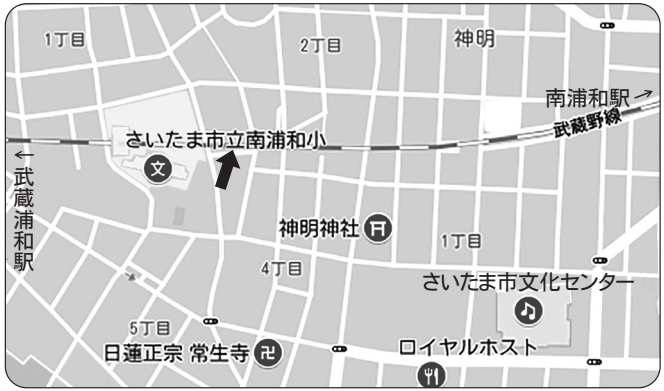 1丁目
2丁目
神明
南浦和駅→
武蔵野線
さいたま市立南浦和小
文
←武蔵浦和駅
神明神社
1丁目
4丁目
さいたま市文化センター
5丁目
日蓮正宗 常生寺
卍
ロイヤルホスト